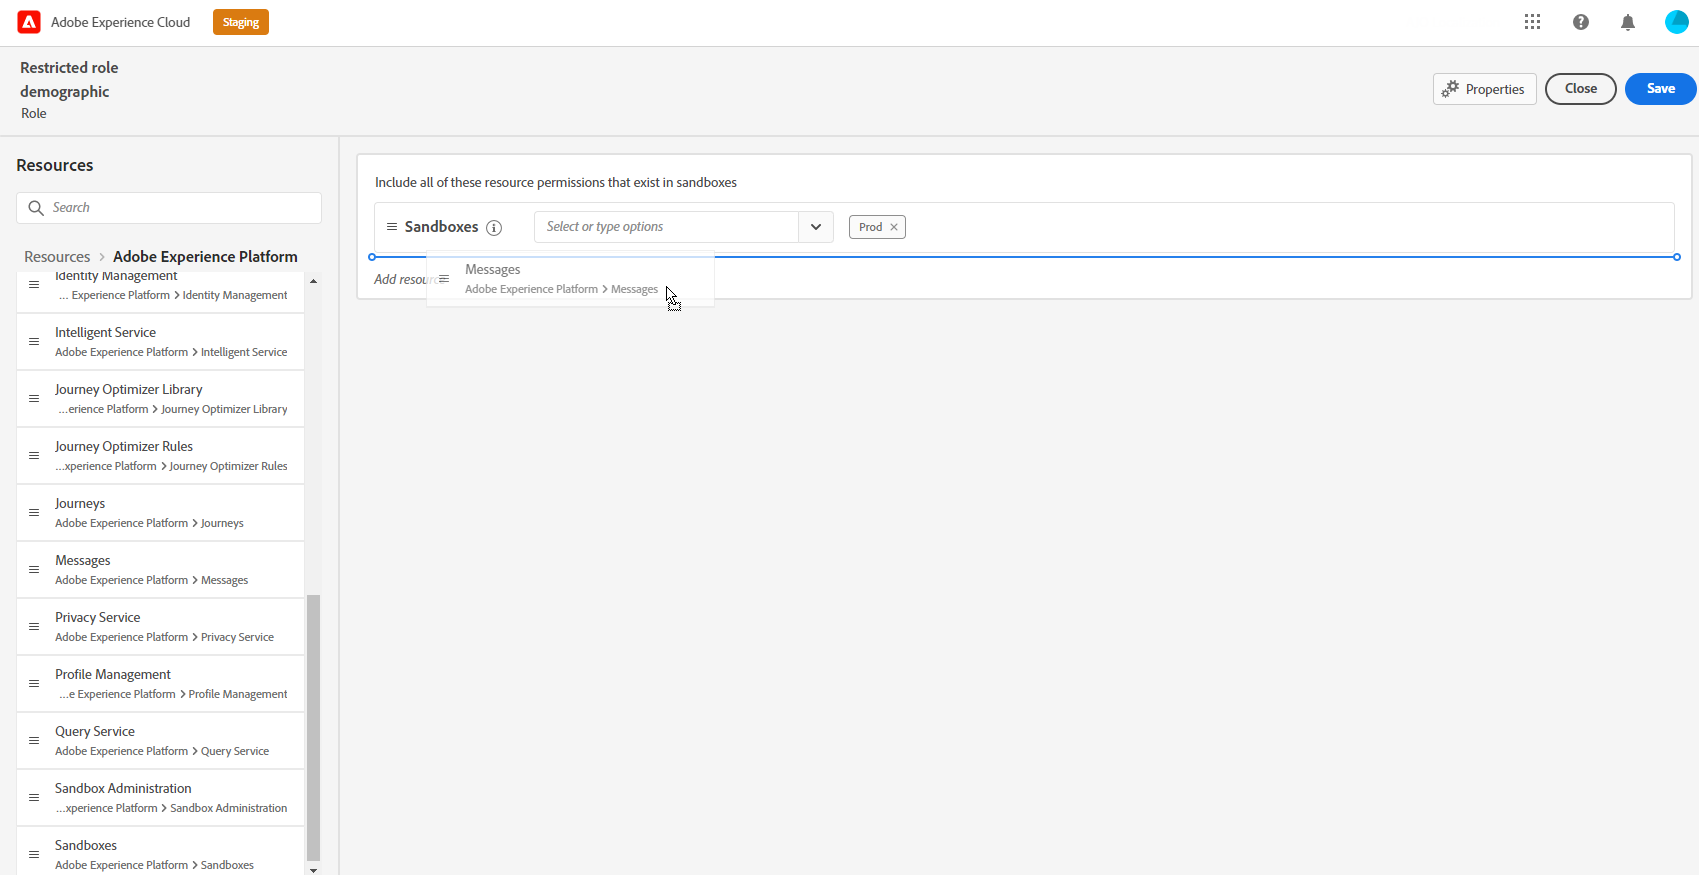 Adobe Experience Cloud
Staging
Restricted role
demographic
Role
Properties
Close
Save
Resources
Search
Resources > Adobe Experience Platform
Identity Management
... Experience Platform > Identity Management
Intelligent Service
Adobe Experience Platform > Intelligent Service
Journey Optimizer Library
...erience Platform > Journey Optimizer Library
Journey Optimizer Rules
...xperience Platform > Journey Optimizer Rules
Journeys
Adobe Experience Platform > Journeys
Messages
Adobe Experience Platform > Messages
Privacy Service
Adobe Experience Platform > Privacy Service
Profile Management
...e Experience Platform > Profile Management
Query Service
Adobe Experience Platform > Query Service
Sandbox Administration
...xperience Platform > Sandbox Administration
Sandboxes
Adobe Experience Platform > Sandboxes
Include all of these resource permissions that exist in sandboxes
Sandboxes
Select or type options
Prod
Add
Messages
Adobe Experience Platform > Messages